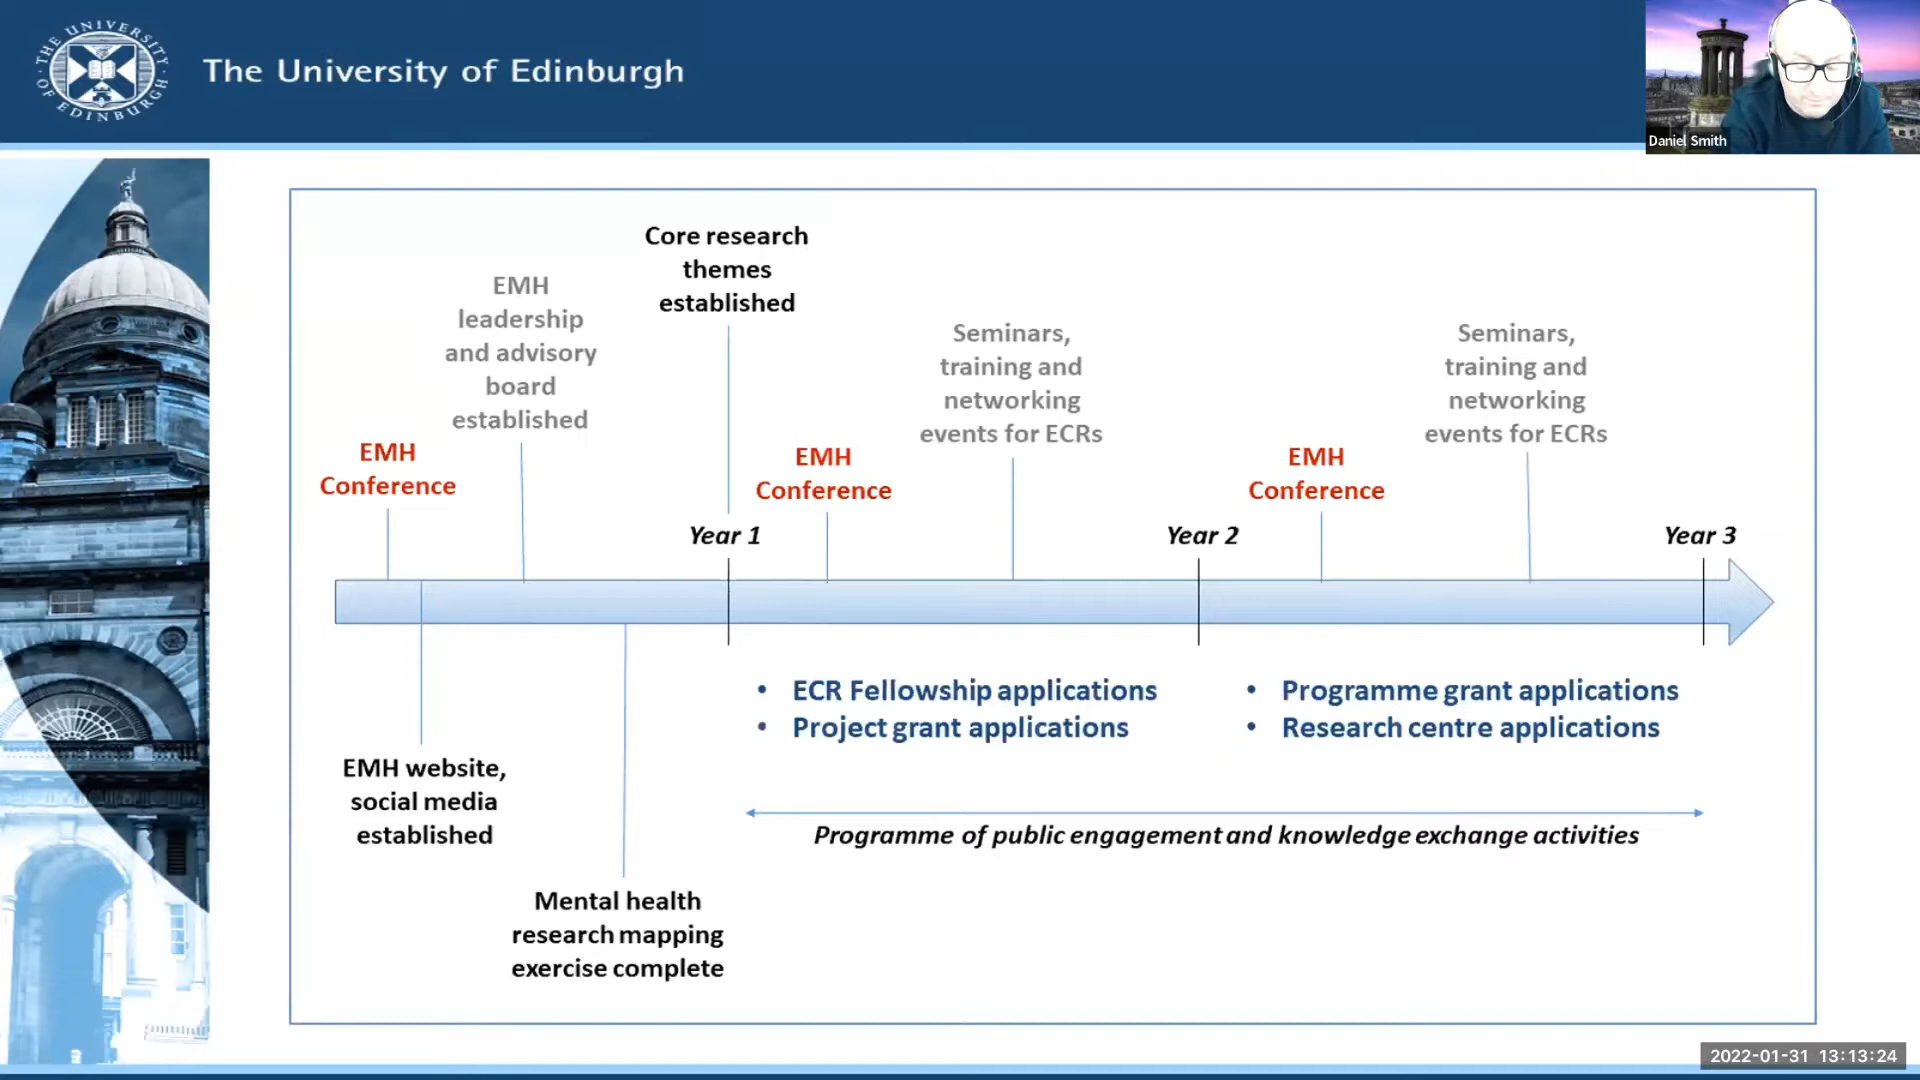 THE UNIVERSITY OF EDINBURGH
The University of Edinburgh
Daniel Smith
Core research
themes
established
EMH
leadership
and advisory
board
established
Seminars,
training and
networking
events for ECRs
Seminars,
training and
networking
events for ECRs
EMH
Conference
EMH
Conference
EMH
Conference
Year 1
Year 2
Year 3
• ECR Fellowship applications
• Project grant applications
• Programme grant applications
• Research centre applications
EMH website,
social media
established
Programme of public engagement and knowledge exchange activities
Mental health
research mapping
exercise complete
2022-01-31 13:13:24